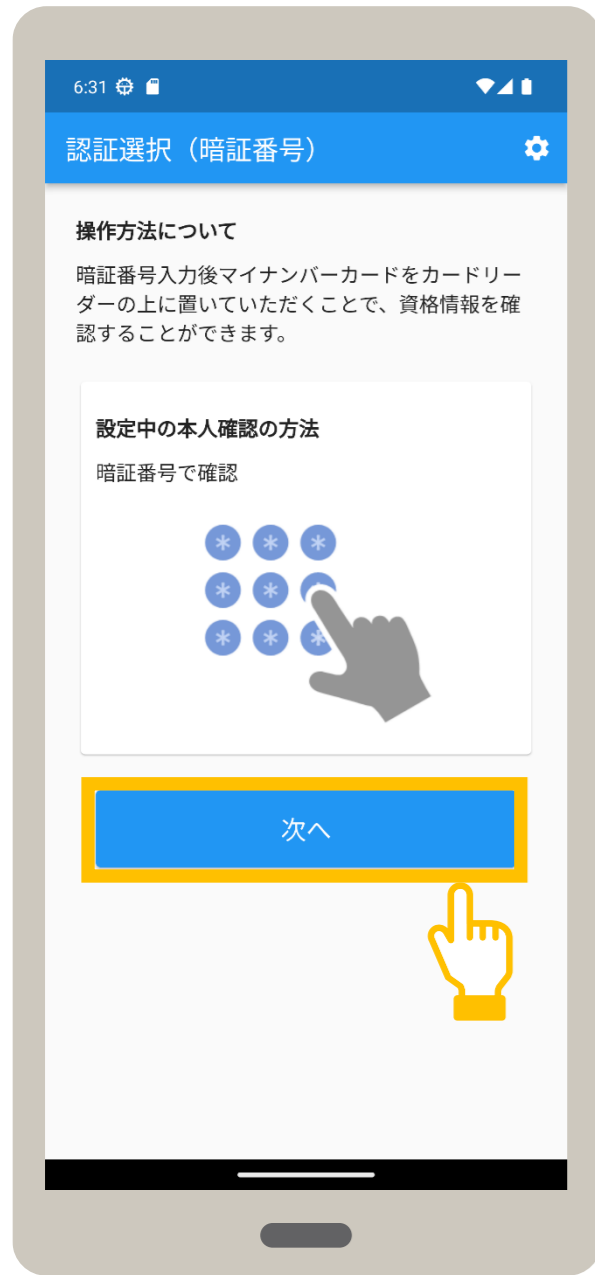 6:31
認証選択（暗証番号）
操作方法について
暗証番号入力後マイナンバーカードをカードリー
ダーの上に置いていただくことで、資格情報を確
認することができます。
設定中の本人確認の方法
暗証番号で確認
次へ